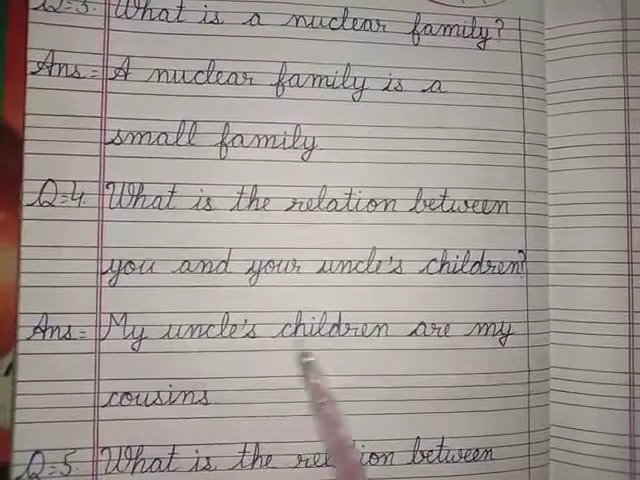 Q=3. What is a nuclear family?
Ans= A nuclear family is a
small family.
Q=4. What is the relation between
you and your uncle's children?
Ans= My uncle's children are my
cousins.
Q=5. What is the between